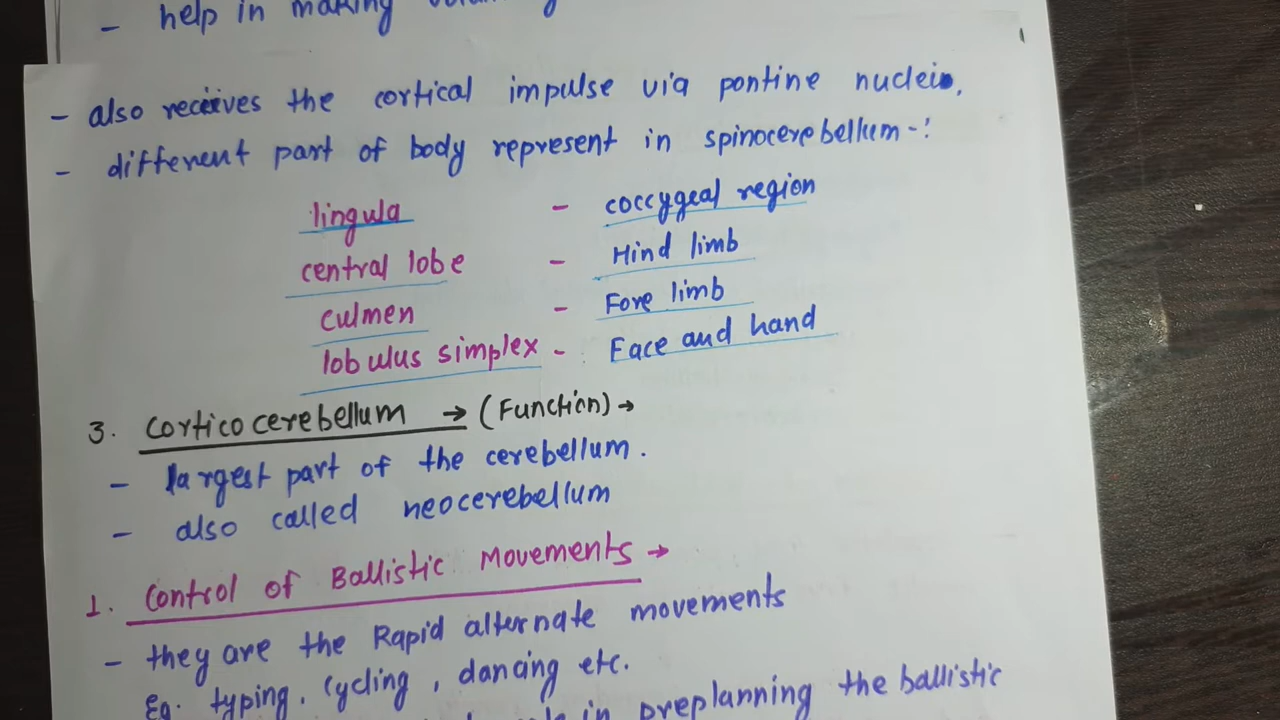 - help in making
- also receives the cortical impulse via pontine nuclei.
- different part of body represent in spinocerebellum -:
lingula - coccygeal region
central lobe - Hind limb
culmen - Fore limb
lobulus simplex - Face and hand
3. Corticocerebellum → (Function) →
- largest part of the cerebellum.
- also called neocerebellum
1. Control of Ballistic Movements →
- they are the Rapid alternate movements
Eg. typing, cycling, dancing etc.
in preplanning the ballistic